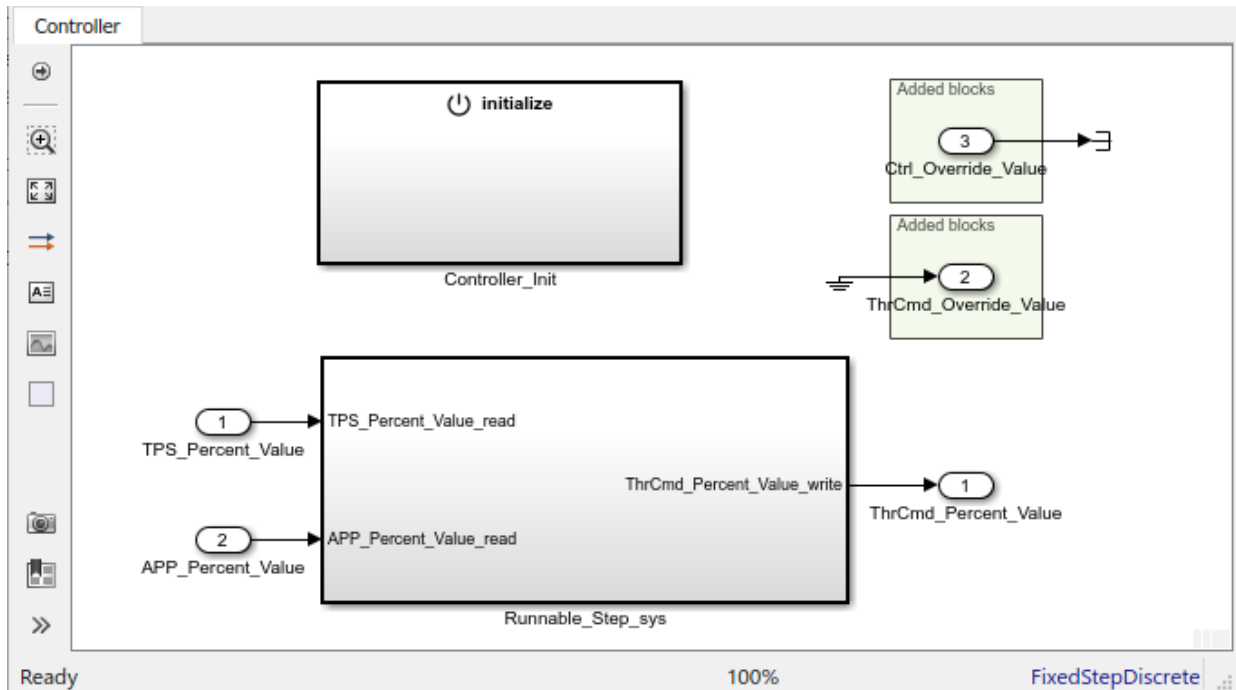 Controller
initialize
Controller_Init
Added blocks
3
Ctrl_Override_Value
Added blocks
2
ThrCmd_Override_Value
1
TPS_Percent_Value
TPS_Percent_Value_read
2
APP_Percent_Value
APP_Percent_Value_read
ThrCmd_Percent_Value_write
Runnable_Step_sys
1
ThrCmd_Percent_Value
Ready
100%
FixedStepDiscrete